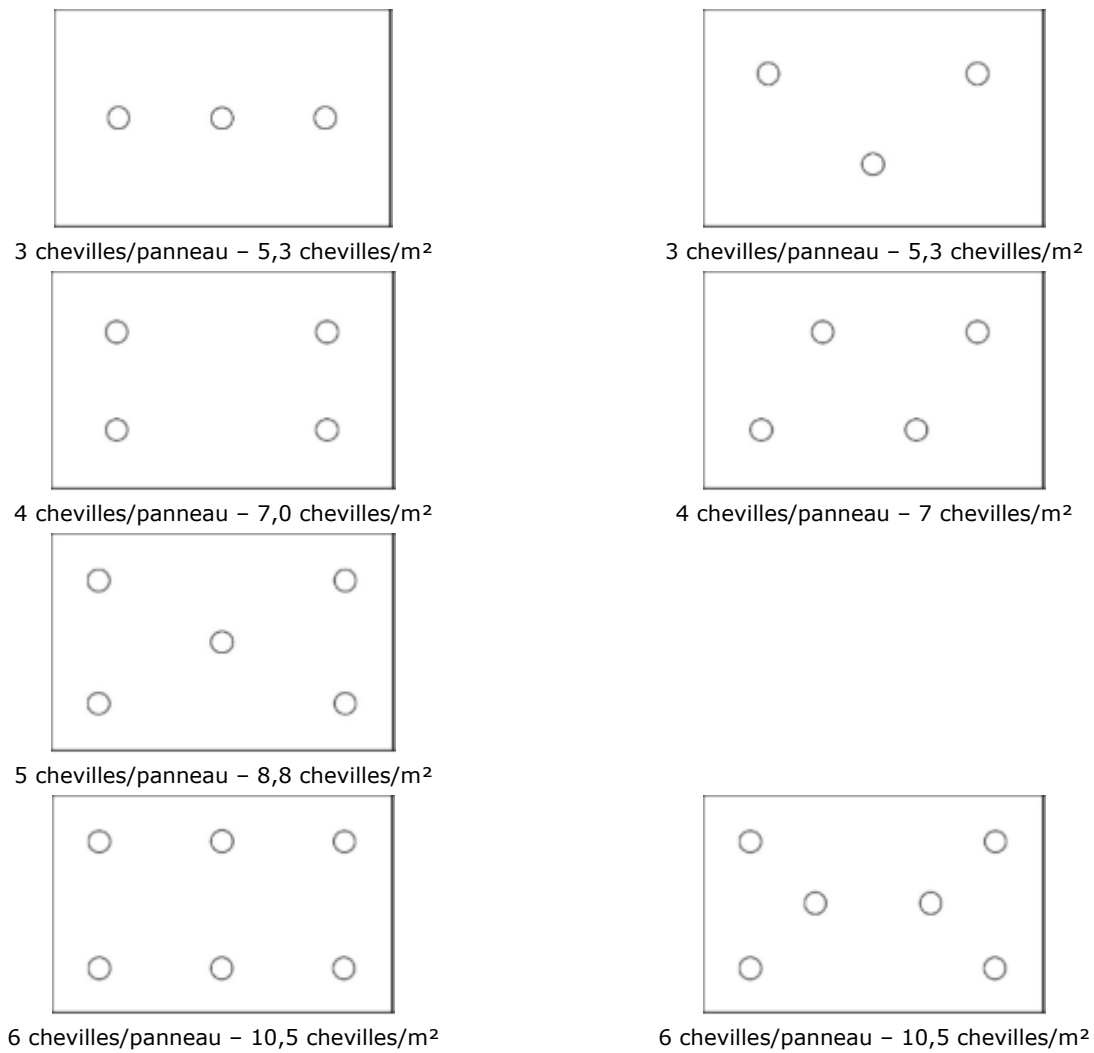 3 chevilles/panneau – 5,3 chevilles/m²
3 chevilles/panneau – 5,3 chevilles/m²
4 chevilles/panneau – 7,0 chevilles/m²
4 chevilles/panneau – 7 chevilles/m²
5 chevilles/panneau – 8,8 chevilles/m²
6 chevilles/panneau – 10,5 chevilles/m²
6 chevilles/panneau – 10,5 chevilles/m²